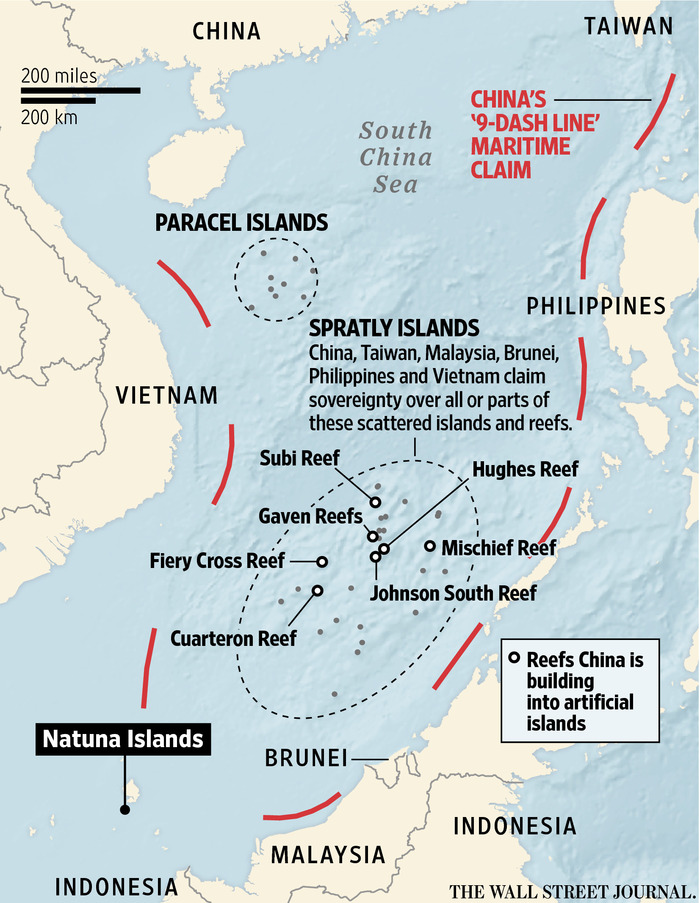 CHINA
TAIWAN
200 miles
200 km
CHINA'S
'9-DASH LINE'
MARITIME
CLAIM
South
China
Sea
PARACEL ISLANDS
PHILIPPINES
SPRATLY ISLANDS
China, Taiwan, Malaysia, Brunei,
Philippines and Vietnam claim
sovereignty over all or parts of
these scattered islands and reefs.
VIETNAM
Subi Reef
Hughes Reef
Gaven Reefs
Mischief Reef
Fiery Cross Reef
Johnson South Reef
Cuarteron Reef
Reefs China is
building
into artificial
islands
Natuna Islands
BRUNEI
INDONESIA
MALAYSIA
INDONESIA
THE WALL STREET JOURNAL.